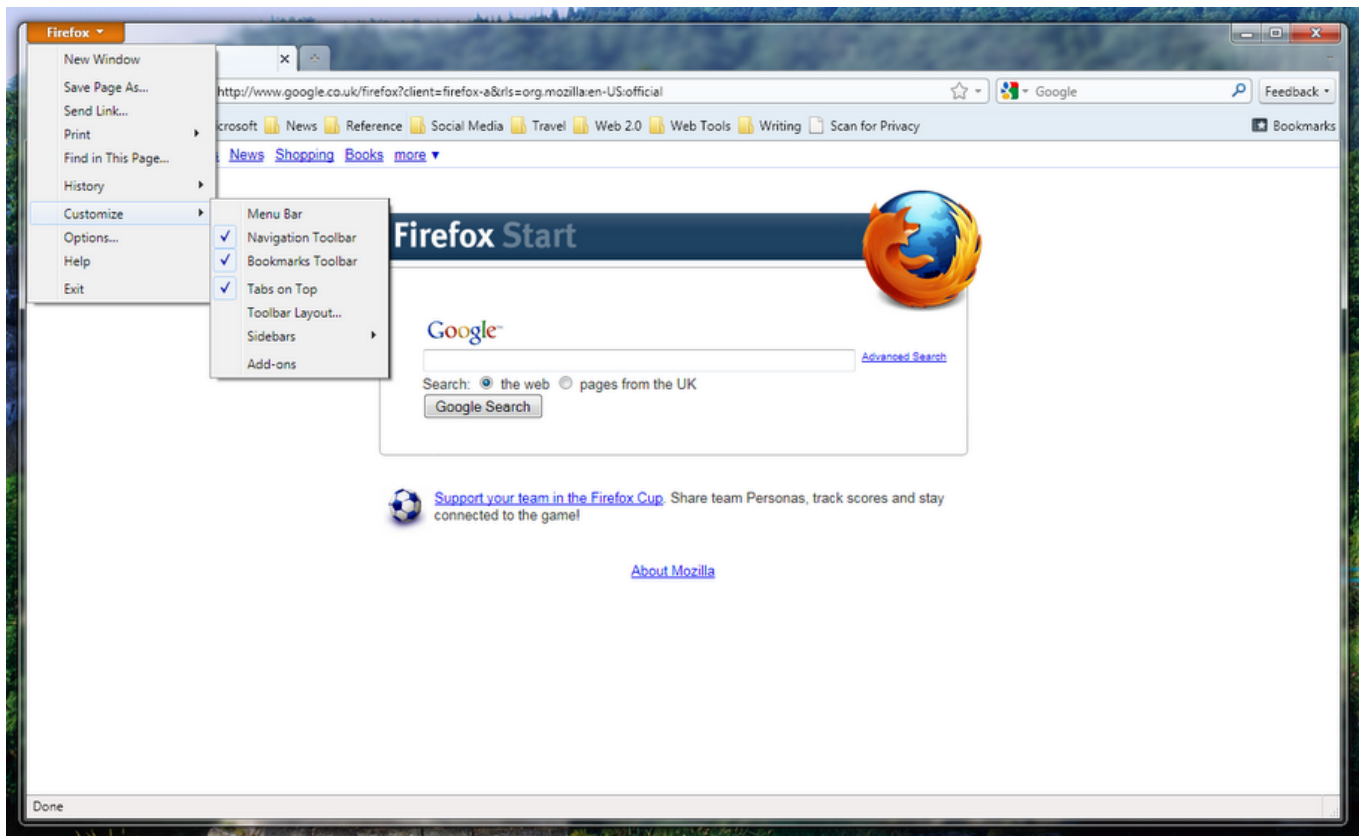 Firefox
New Window
Save Page As...
Send Link...
Print
Find in This Page...
History
Customize
Options...
Help
Exit
Menu Bar
Navigation Toolbar
Bookmarks Toolbar
Tabs on Top
Toolbar Layout...
Sidebars
Add-ons
http://www.google.co.uk/firefox?client=firefox-a&rls=org.mozilla:en-US:official
Google
Feedback
News Reference Social Media Travel Web 2.0 Web Tools Writing Scan for Privacy
Bookmarks
News Shopping Books more ▼
Firefox Start
Google™
Advanced Search
Search: the web pages from the UK
Google Search
Support your team in the Firefox Cup. Share team Personas, track scores and stay
connected to the game!
About Mozilla
Done